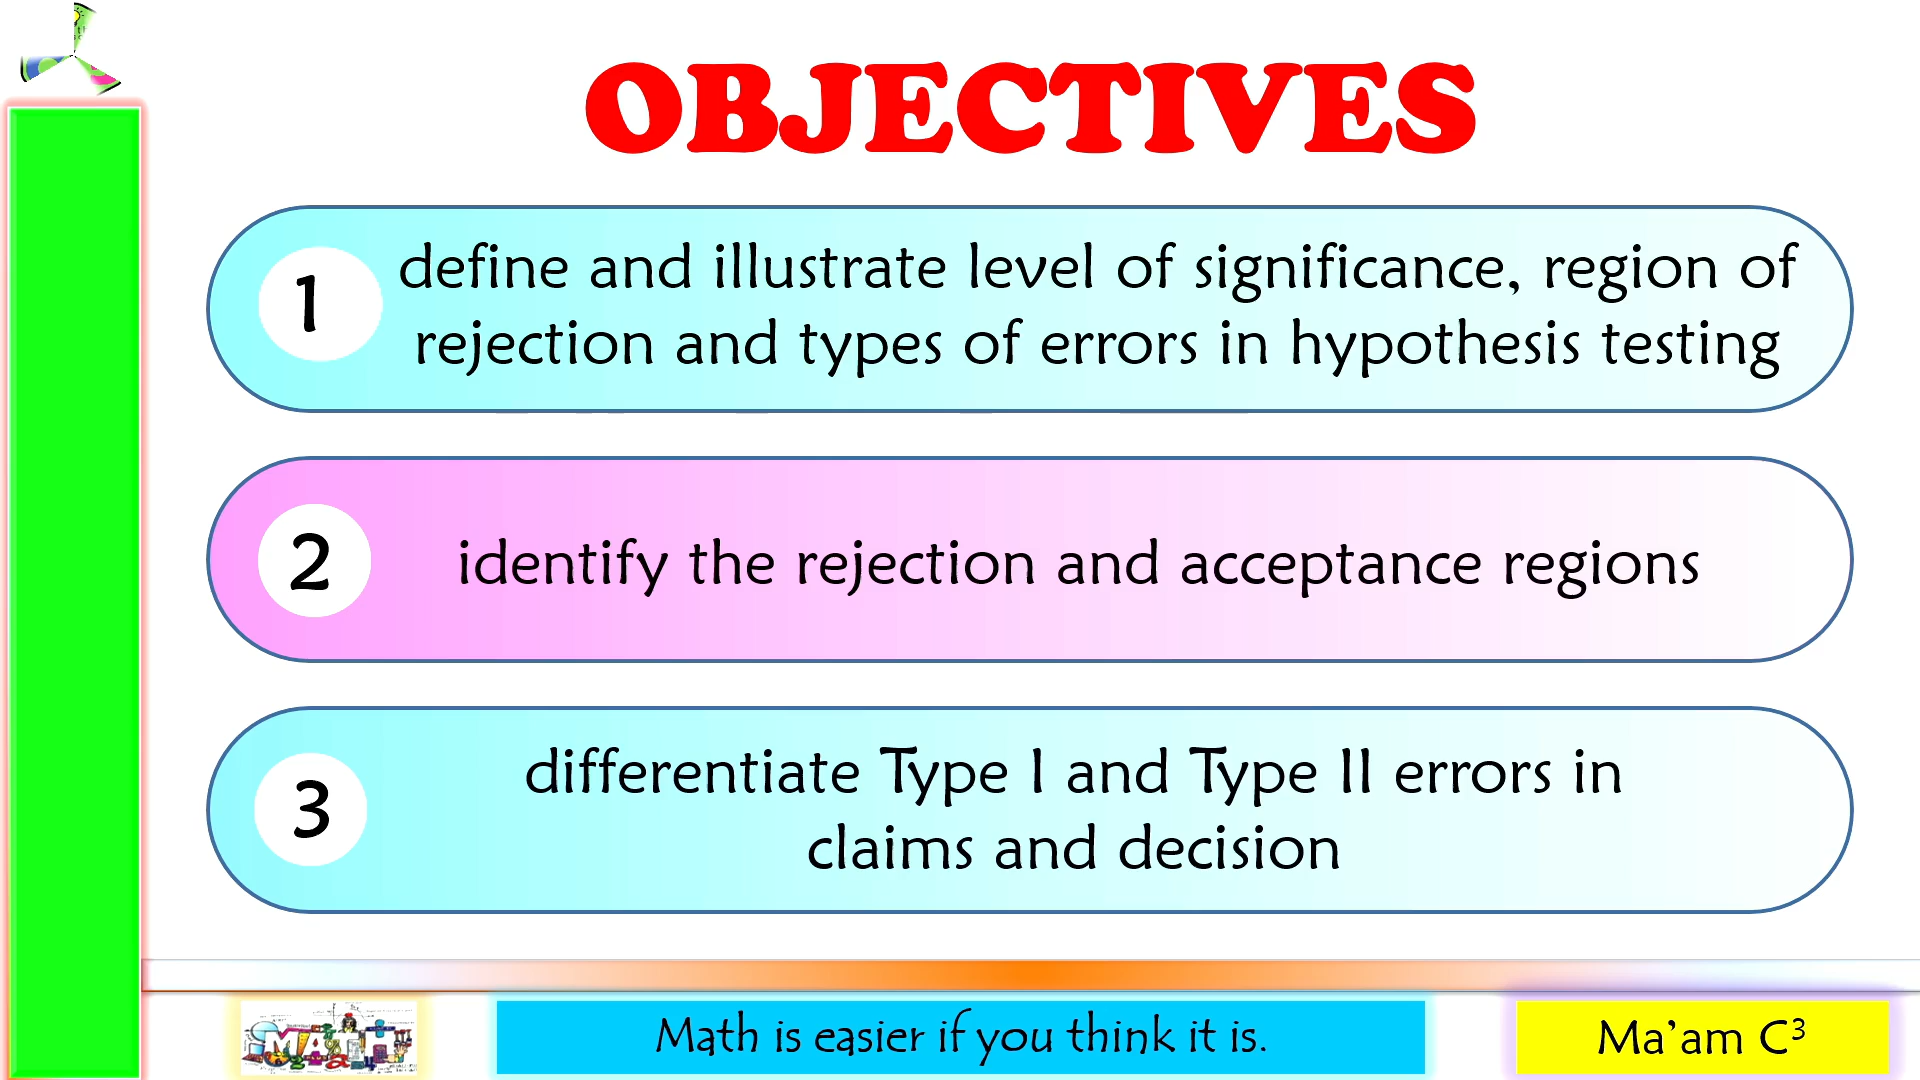 OBJECTIVES
1
define and illustrate level of significance, region of
rejection and types of errors in hypothesis testing
2
identify the rejection and acceptance regions
3
differentiate Type I and Type II errors in
claims and decision
MATH
Math is easier if you think it is.
Ma’am C³